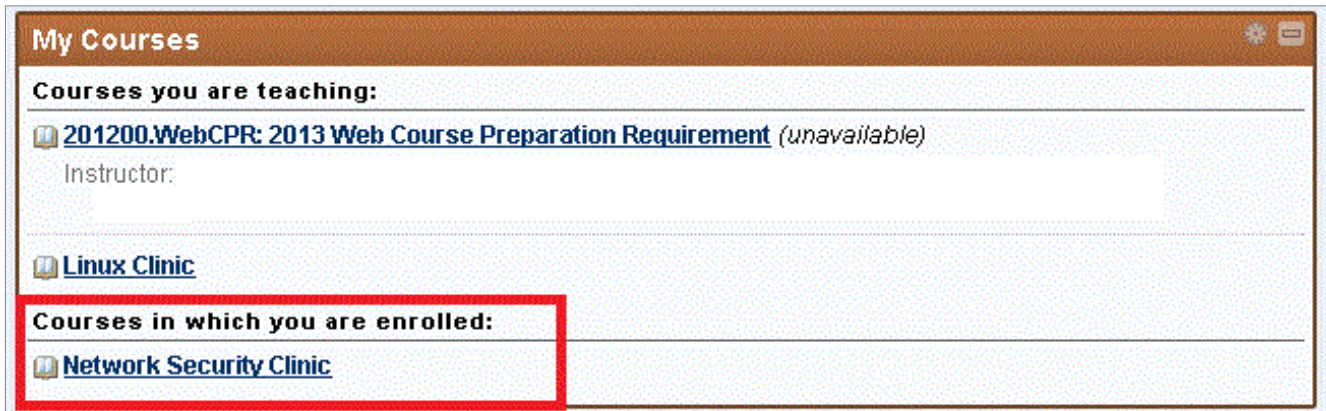 My Courses
Courses you are teaching:
201200.WebCPR: 2013 Web Course Preparation Requirement (unavailable)
Instructor:
Linux Clinic
Courses in which you are enrolled:
Network Security Clinic